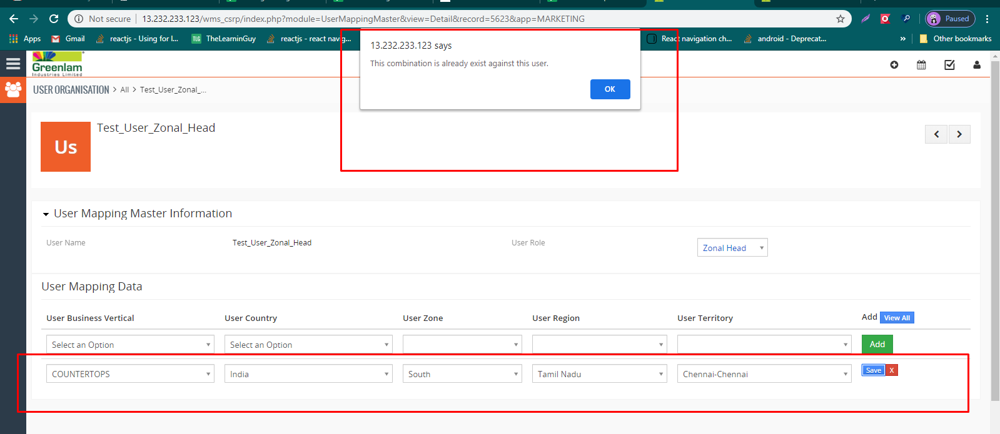 Not secure 13.232.233.123/wms_csrp/index.php?module=UserMappingMaster&view=Detail&record=5623&app=MARKETING Paused
Apps Gmail reactjs - Using for l... TLG TheLearningGuy reactjs - react navig... React navigation ch... android - Deprecat... » Other bookmarks
13.232.233.123 says
This combination is already exist against this user.
OK
Greenlam
Industries Limited
USER ORGANISATION > All > Test_User_Zonal_...
Us
Test_User_Zonal_Head
User Mapping Master Information
User Name Test_User_Zonal_Head User Role Zonal Head
User Mapping Data
User Business Vertical User Country User Zone User Region User Territory Add View All
Select an Option Select an Option Add
COUNTERTOPS India South Tamil Nadu Chennai-Chennai Save X